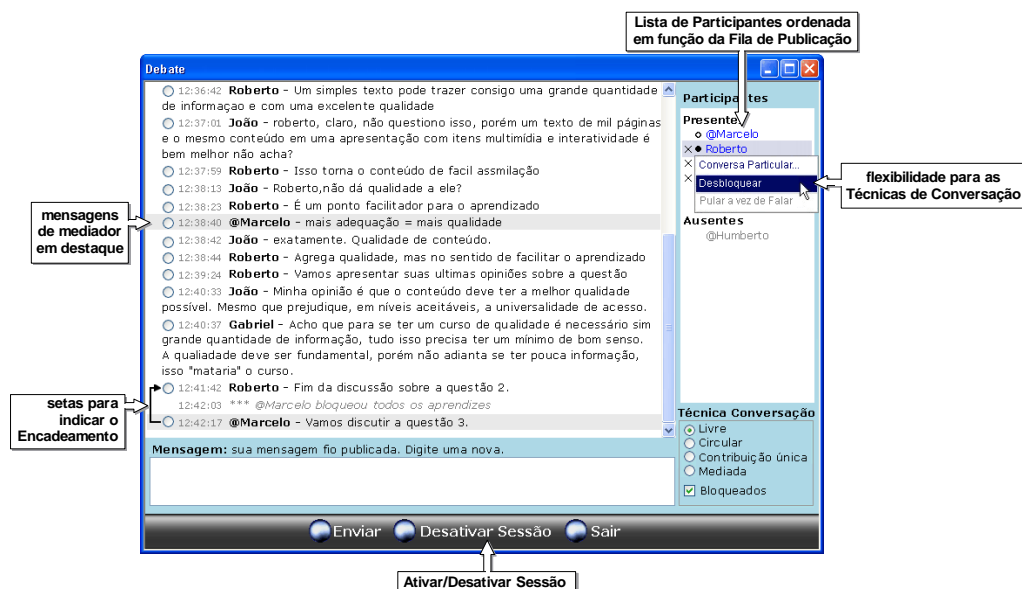 Lista de Participantes ordenada
em função da Fila de Publicação
Debate
12:36:42 Roberto - Um simples texto pode trazer consigo uma grande quantidade
de informaçao e com uma excelente qualidade
12:37:01 João - roberto, claro, não questiono isso, porém um texto de mil páginas
e o mesmo conteúdo em uma apresentação com itens multimídia e interatividade é
bem melhor não acha?
12:37:59 Roberto - Isso torna o conteúdo de facil assmilação
12:38:13 João - Roberto,não dá qualidade a ele?
12:38:23 Roberto - É um ponto facilitador para o aprendizado
12:38:40 @Marcelo - mais adequação = mais qualidade
12:38:42 João - exatamente. Qualidade de conteúdo.
12:38:44 Roberto - Agrega qualidade, mas no sentido de facilitar o aprendizado
12:39:24 Roberto - Vamos apresentar suas ultimas opiniões sobre a questão
12:40:33 João - Minha opinião é que o conteúdo deve ter a melhor qualidade
possível. Mesmo que prejudique, em níveis aceitáveis, a universalidade de acesso.
12:40:37 Gabriel - Acho que para se ter um curso de qualidade é necessário sim
grande quantidade de informação, tudo isso precisa ter um mínimo de bom senso.
A qualiadade deve ser fundamental, porém não adianta se ter pouca informação,
isso "mataria" o curso.
12:41:42 Roberto - Fim da discussão sobre a questão 2.
12:42:03 *** @Marcelo bloqueou todos os aprendizes
12:42:17 @Marcelo - Vamos discutir a questão 3.
mensagens
de mediador
em destaque
setas para
indicar o
Encadeamento
Participantes
Presentes
@Marcelo
Roberto
Conversa Particular...
Desbloquear
Pular a vez de Falar
Ausentes
@Humberto
flexibilidade para as
Técnicas de Conversação
Técnica Conversação
Livre
Circular
Contribuição única
Mediada
Bloqueados
Mensagem: sua mensagem fio publicada. Digite uma nova.
Enviar Desativar Sessão Sair
Ativar/Desativar Sessão